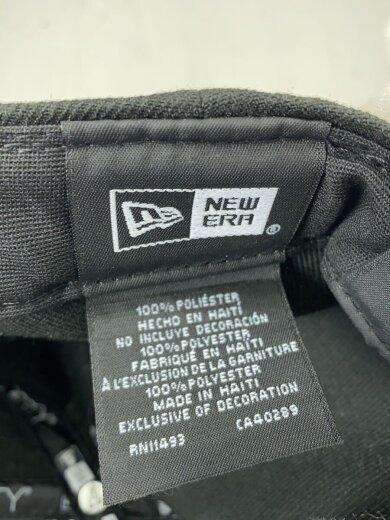 NEW
ERA®
100% POLIÉSTER
HECHO EN HAITÍ
NO INCLUYE DECORACIÓN
100% POLYESTER
FABRIQUÉ EN HAÏTI
À L'EXCLUSION DE LA GARNITURE
100% POLYESTER
MADE IN HAITI
EXCLUSIVE OF DECORATION
RN11493 CA40289